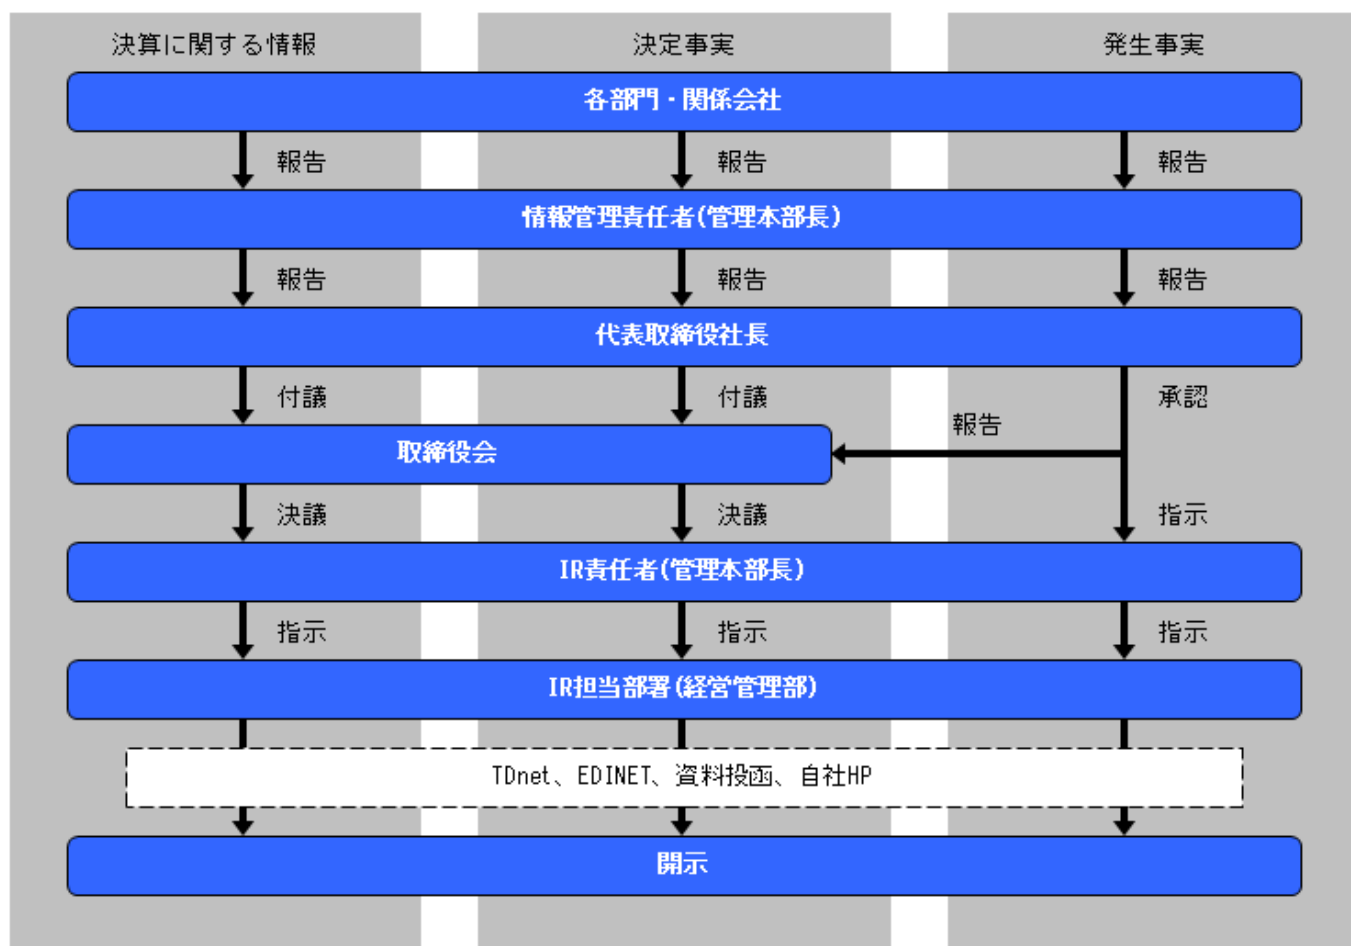 決算に関する情報 決定事実 発生事実
各部門・関係会社
報告 報告 報告
情報管理責任者(管理本部長)
報告 報告 報告
代表取締役社長
付議 付議 承認
報告
取締役会
決議 決議 指示
IR責任者(管理本部長)
指示 指示 指示
IR担当部署(経営管理部)
TDnet、EDINET、資料投函、自社HP
開示